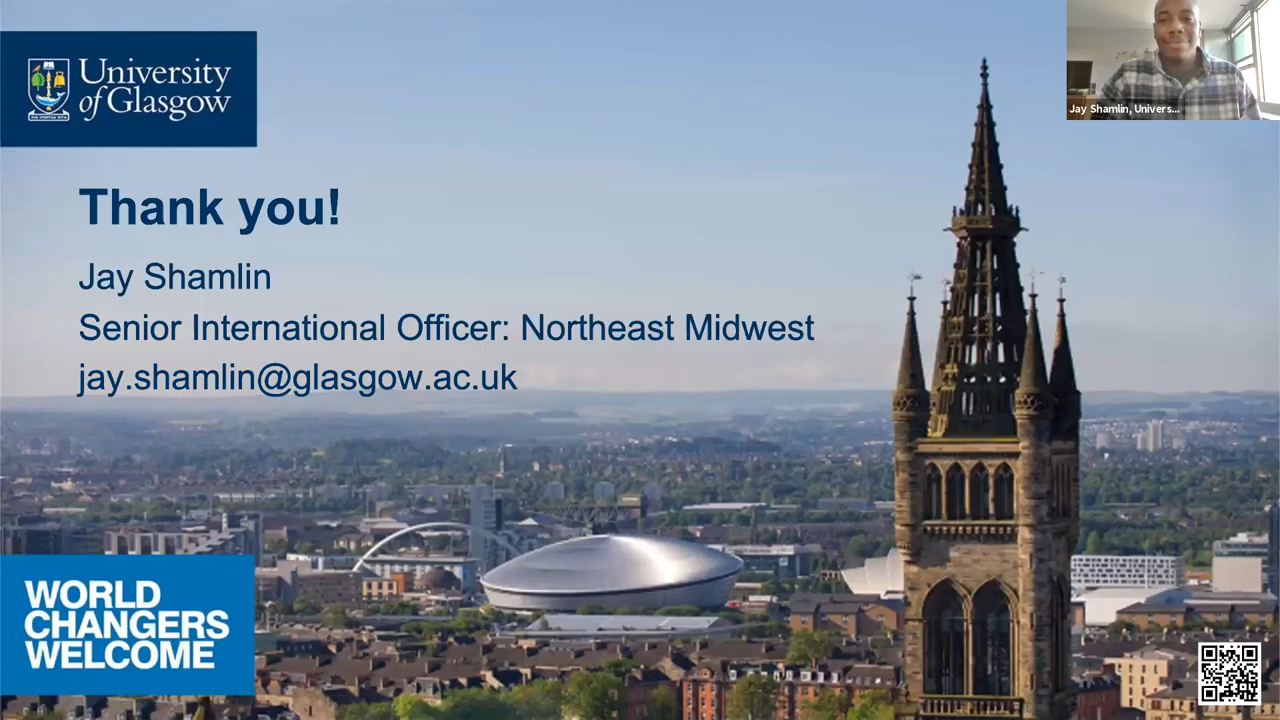 University
of Glasgow
Jay Shamlin, Univers...
Thank you!
Jay Shamlin
Senior International Officer: Northeast Midwest
jay.shamlin@glasgow.ac.uk
WORLD
CHANGERS
WELCOME